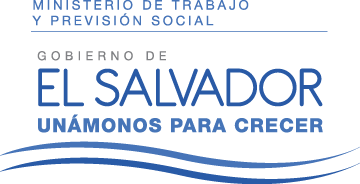 MINISTERIO DE TRABAJO
Y PREVISIÓN SOCIAL
GOBIERNO DE
EL SALVADOR
UNÁMONOS PARA CRECER